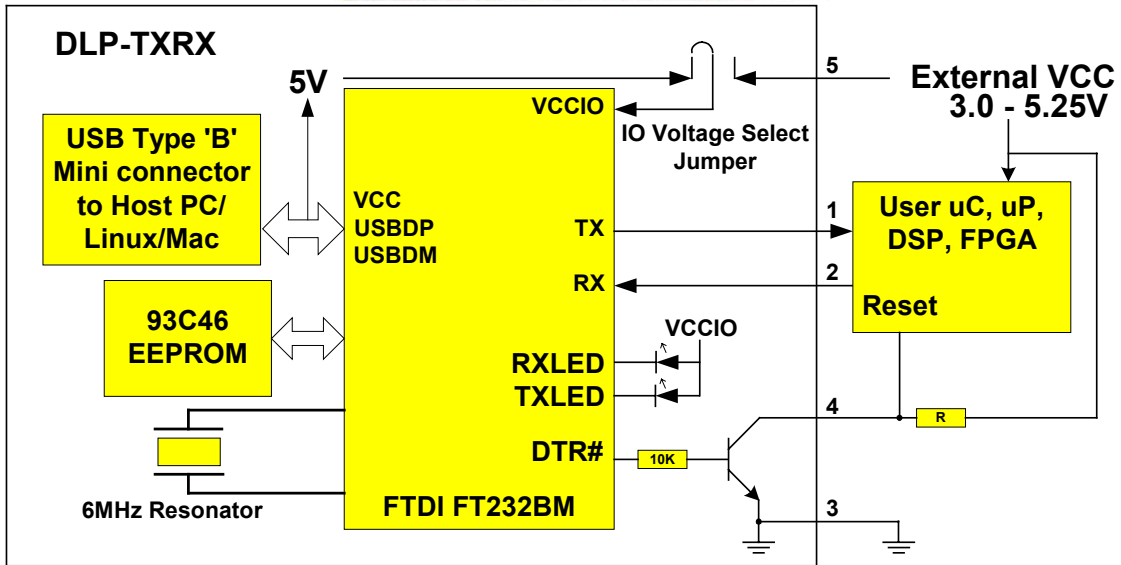 DLP-TXRX
5V
5
External VCC
3.0 - 5.25V
VCCIO
IO Voltage Select
Jumper
USB Type 'B'
Mini connector
to Host PC/
Linux/Mac
VCC
USBDP
USBDM
TX
RX
1
2
User uC, uP,
DSP, FPGA
Reset
93C46
EEPROM
VCCIO
RXLED
TXLED
4
R
DTR#
10K
6MHz Resonator
FTDI FT232BM
3